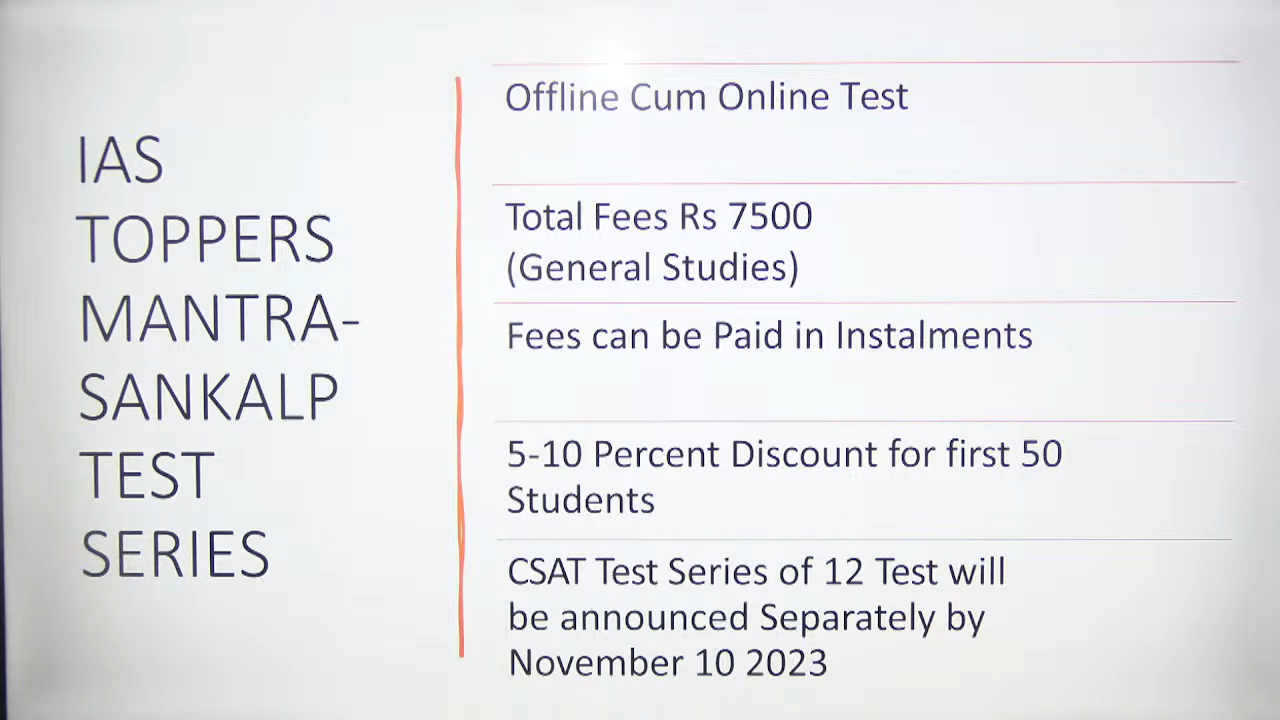 IAS
TOPPERS
MANTRA-
SANKALP
TEST
SERIES
Offline Cum Online Test
Total Fees Rs 7500
(General Studies)
Fees can be Paid in Instalments
5-10 Percent Discount for first 50
Students
CSAT Test Series of 12 Test will
be announced Separately by
November 10 2023